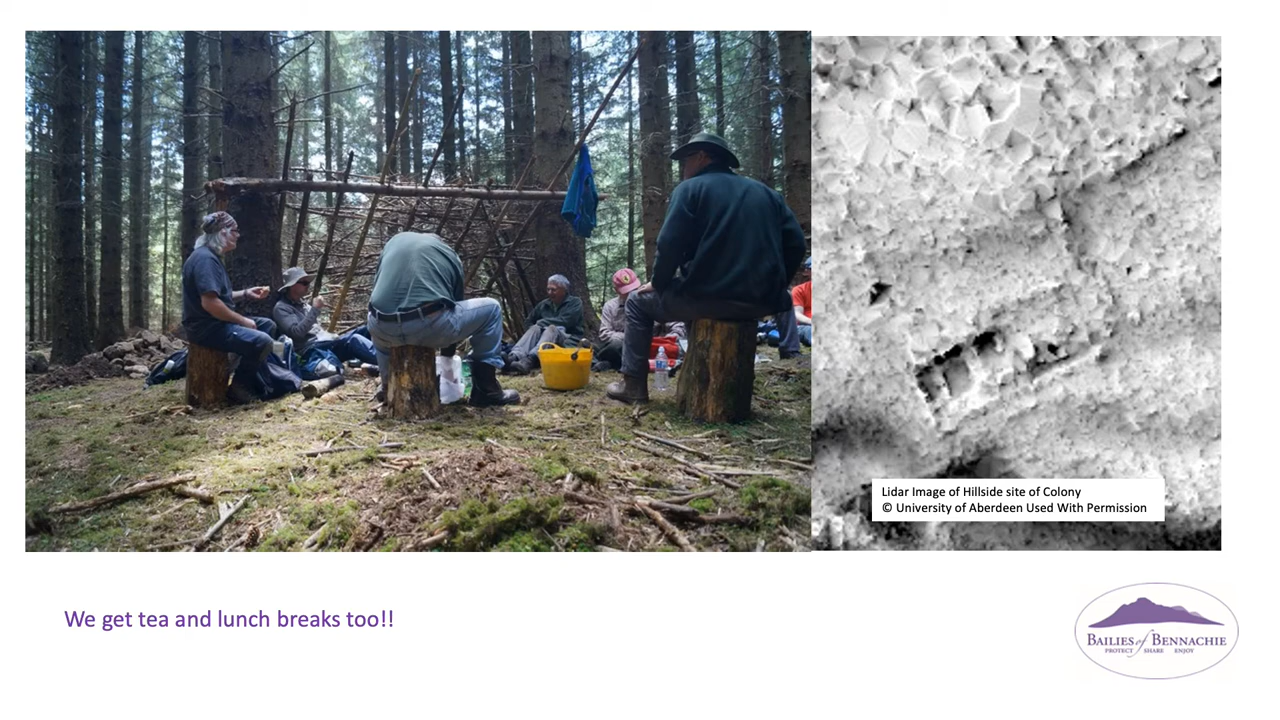 Lidar Image of Hillside site of Colony
© University of Aberdeen Used With Permission
We get tea and lunch breaks too!!
BAILIES of BENNACHIE
PROTECT SHARE ENJOY